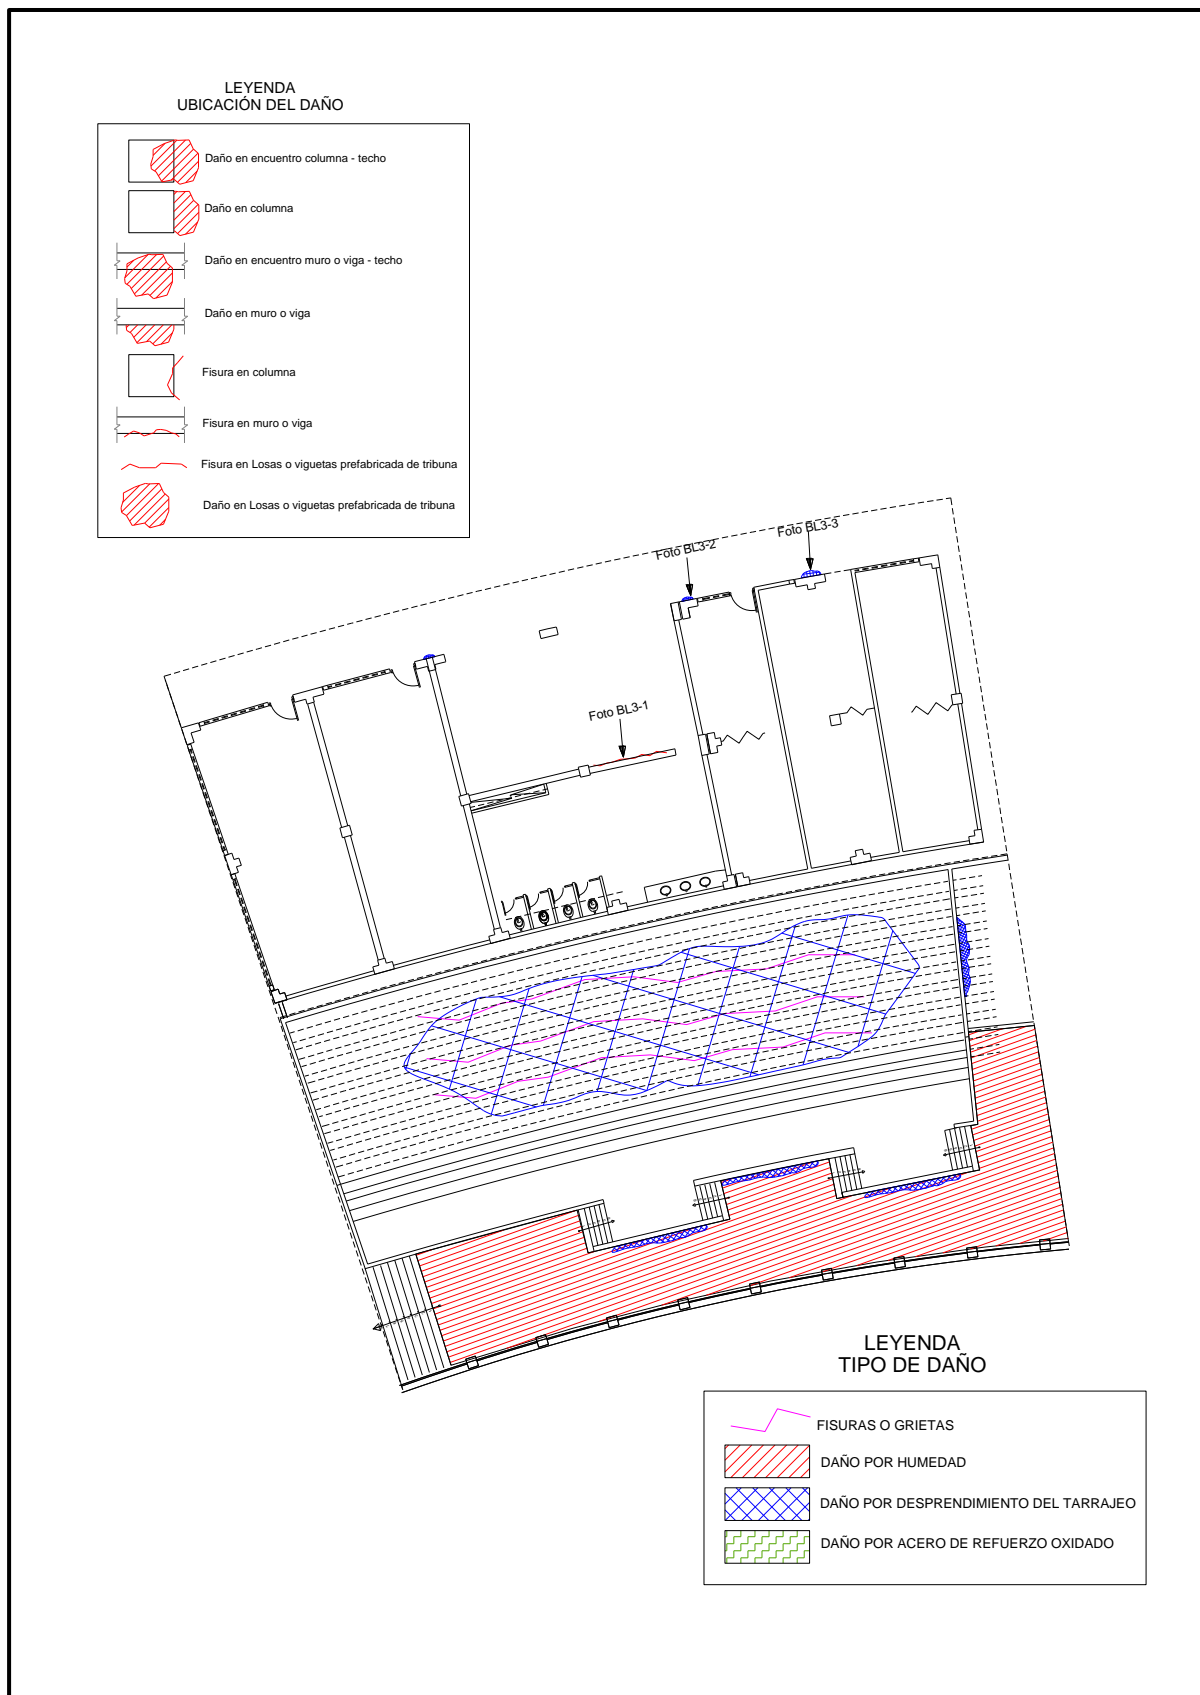 LEYENDA
UBICACIÓN DEL DAÑO
Daño en encuentro columna - techo
Daño en columna
Daño en encuentro muro o viga - techo
Daño en muro o viga
Fisura en columna
Fisura en muro o viga
Fisura en Losas o viguetas prefabricada de tribuna
Daño en Losas o viguetas prefabricada de tribuna
Foto BL3-3
Foto BL3-2
Foto BL3-1
LEYENDA
TIPO DE DAÑO
FISURAS O GRIETAS
DAÑO POR HUMEDAD
DAÑO POR DESPRENDIMIENTO DEL TARRAJEO
DAÑO POR ACERO DE REFUERZO OXIDADO